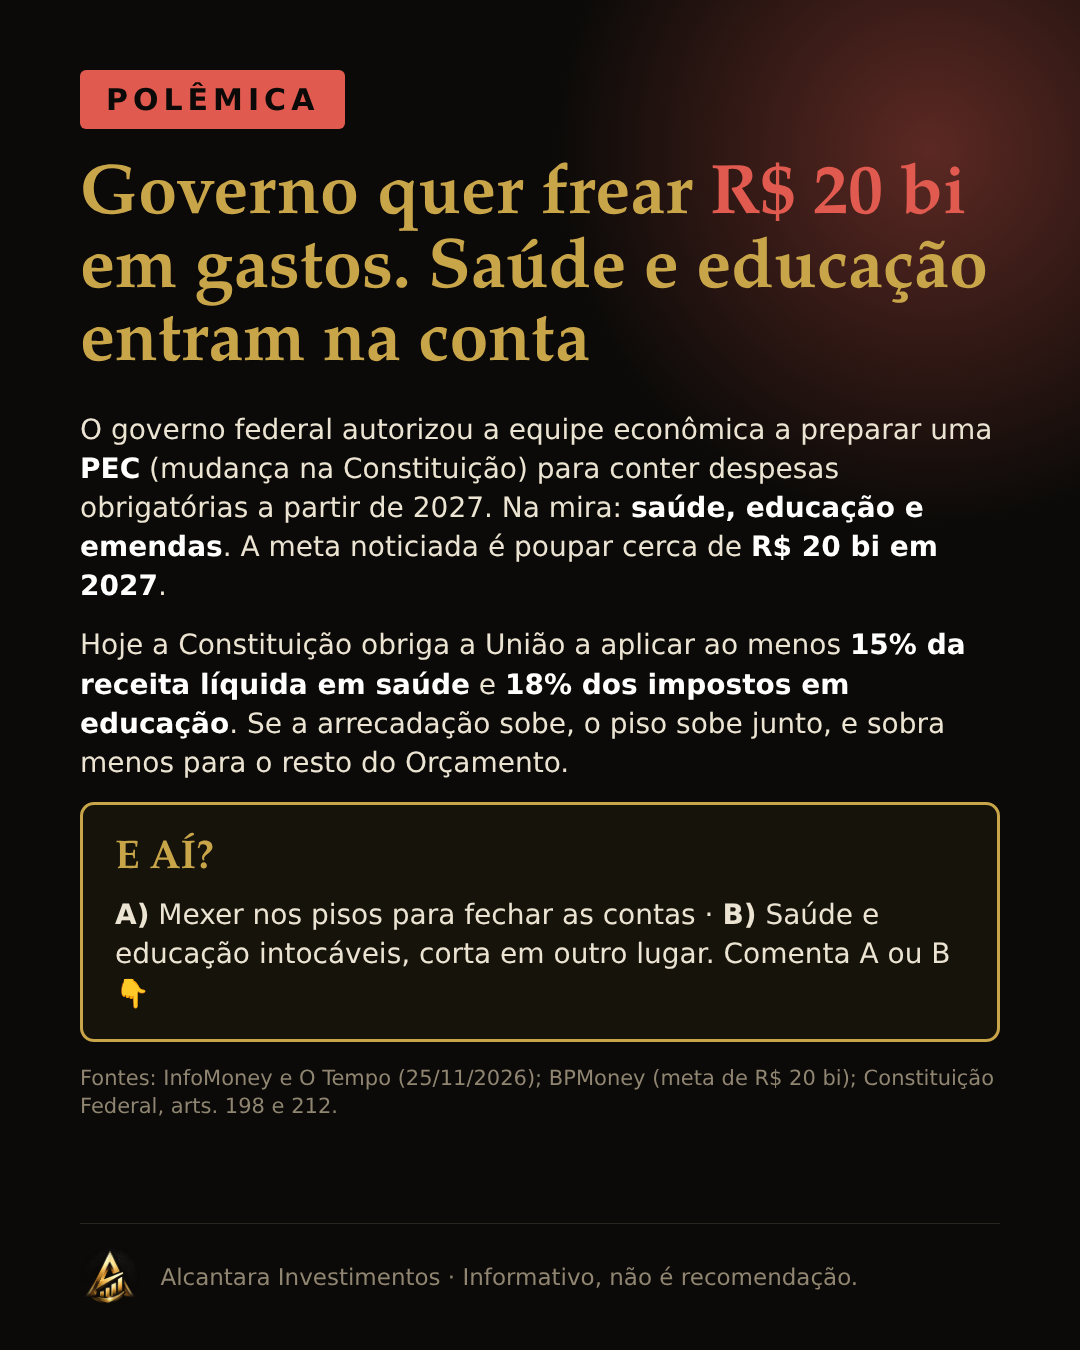 POLÊMICA
Governo quer frear R$ 20 bi
em gastos. Saúde e educação
entram na conta
O governo federal autorizou a equipe econômica a preparar uma
PEC (mudança na Constituição) para conter despesas
obrigatórias a partir de 2027. Na mira: saúde, educação e
emendas. A meta noticiada é poupar cerca de R$ 20 bi em
2027.
Hoje a Constituição obriga a União a aplicar ao menos 15% da
receita líquida em saúde e 18% dos impostos em
educação. Se a arrecadação sobe, o piso sobe junto, e sobra
menos para o resto do Orçamento.
E AÍ?
A) Mexer nos pisos para fechar as contas · B) Saúde e
educação intocáveis, corta em outro lugar. Comenta A ou B
👇
Fontes: InfoMoney e O Tempo (25/11/2026); BPMoney (meta de R$ 20 bi); Constituição
Federal, arts. 198 e 212.
Alcantara Investimentos · Informativo, não é recomendação.